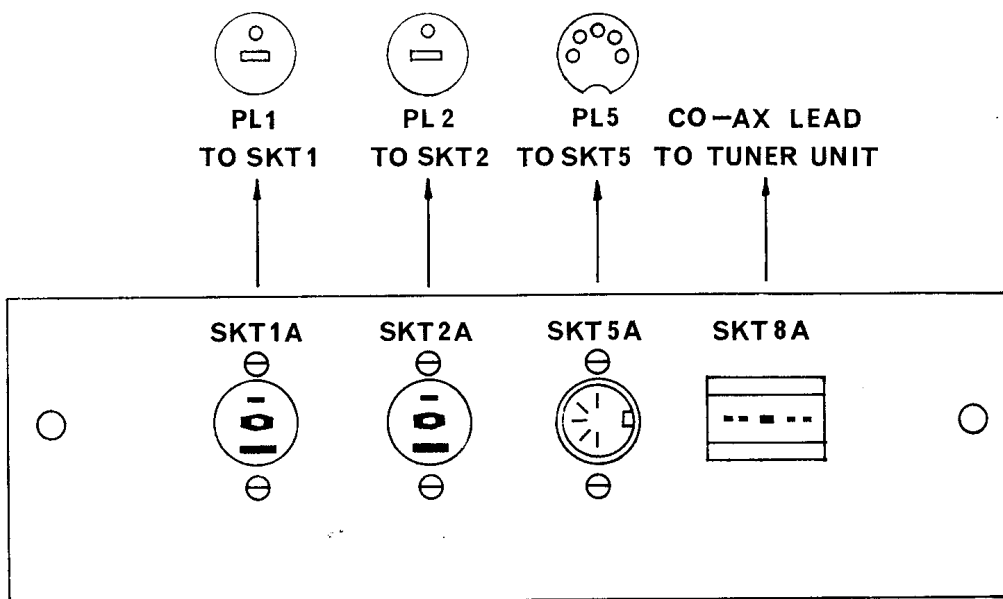 PL1 PL 2 PL5 CO-AX LEAD
TO SKT1 TO SKT2 TO SKT5 TO TUNER UNIT
SKT1A SKT2A SKT5A SKT8A